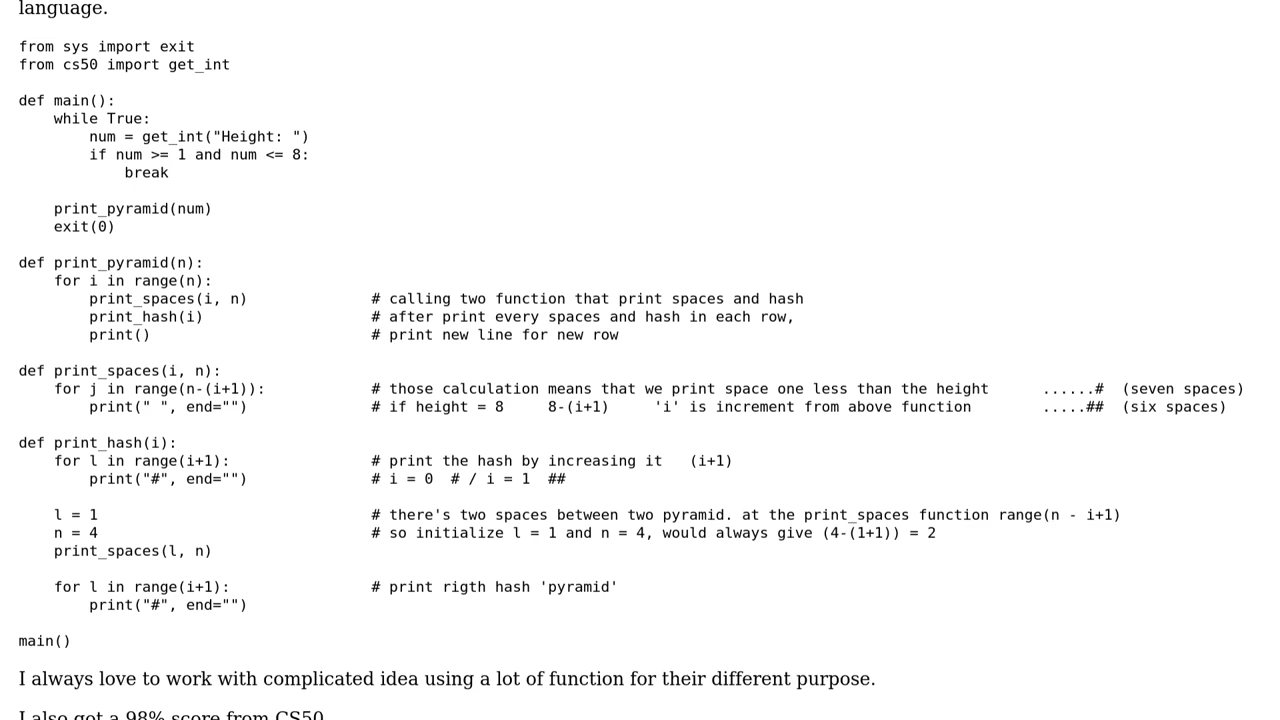 language.
from sys import exit
from cs50 import get_int
def main():
    while True:
        num = get_int("Height: ")
        if num >= 1 and num <= 8:
            break
    print_pyramid(num)
    exit(0)
def print_pyramid(n):
    for i in range(n):
        print_spaces(i, n)              # calling two function that print spaces and hash
        print_hash(i)                   # after print every spaces and hash in each row,
        print()                         # print new line for new row
def print_spaces(i, n):
    for j in range(n-(i+1)):            # those calculation means that we print space one less than the height      ......#  (seven spaces)
        print(" ", end="")              # if height = 8     8-(i+1)     'i' is increment from above function        .....##  (six spaces)
def print_hash(i):
    for l in range(i+1):                # print the hash by increasing it   (i+1)
        print("#", end="")              # i = 0  # / i = 1  ##
    l = 1                               # there's two spaces between two pyramid. at the print_spaces function range(n - i+1)
    n = 4                               # so initialize l = 1 and n = 4, would always give (4-(1+1)) = 2
    print_spaces(l, n)
    for l in range(i+1):                # print rigth hash 'pyramid'
        print("#", end="")
main()
I always love to work with complicated idea using a lot of function for their different purpose.
I also got a 98% score from CS50